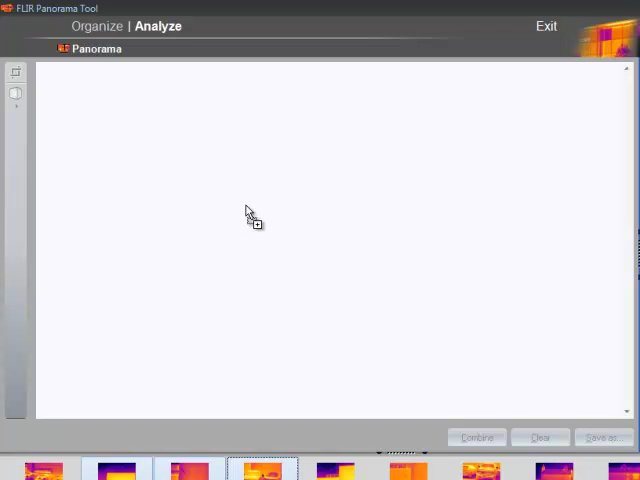 FLIR Panorama Tool
Organize | Analyze
Exit
Panorama
Combine
Clear
Save as...